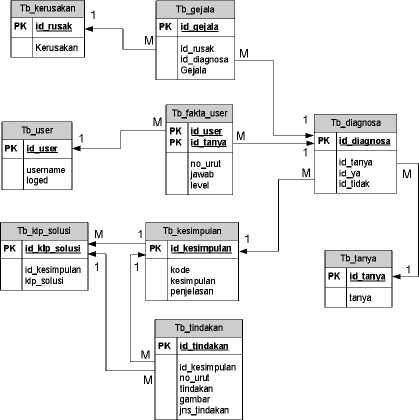 Tb_kerusakan
PK id_rusak
Kerusakan
1
M
Tb_gejala
PK id_gejala
id_rusak
id_diagnosa
Gejala
M
1
Tb_user
PK id_user
username
loged
1
M
Tb_fakta_user
PK id_user
PK id_tanya
no_urut
jawab
level
M
1
Tb_diagnosa
PK id_diagnosa
id_tanya
id_ya
id_tidak
M
M
Tb_klp_solusi
PK id_klp_solusi
id_kesimpulan
klp_solusi
M
1
1
Tb_kesimpulan
PK id_kesimpulan
kode
kesimpulan
penjelasan
1
1
Tb_tanya
PK id_tanya
tanya
1
Tb_tindakan
PK id_tindakan
id_kesimpulan
no_urut
tindakan
gambar
jns_tindakan
M
M